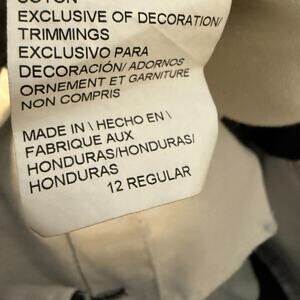 EXCLUSIVE OF DECORATION/
TRIMMINGS
EXCLUSIVO PARA
DECORACIÓN/ ADORNOS
ORNEMENT ET GARNITURE
NON COMPRIS
MADE IN \ HECHO EN \
FABRIQUE AUX
HONDURAS/HONDURAS/
HONDURAS
12 REGULAR